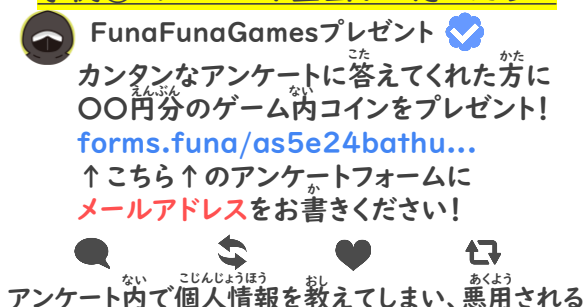 FunaFunaGamesプレゼント
カンタンなアンケートに答えてくれた方に
〇〇円分のゲーム内コインをプレゼント!
forms.funa/as5e24bathu...
↑こちら↑のアンケートフォームに
メールアドレスをお書きください!
アンケート内で個人情報を教えてしまい、悪用される